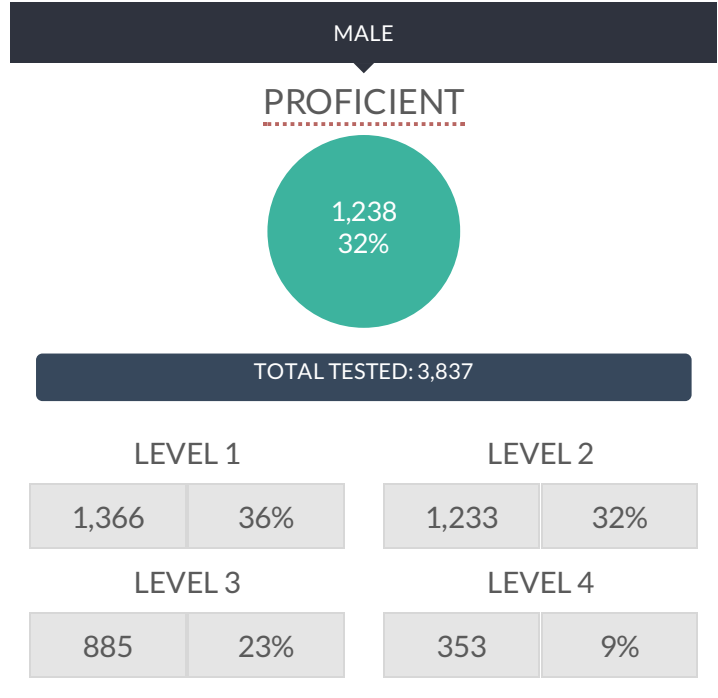 MALE
PROFICIENT
1,238
32%
TOTAL TESTED: 3,837
LEVEL 1
LEVEL 2
1,366
36%
1,233
32%
LEVEL 3
LEVEL 4
885
23%
353
9%